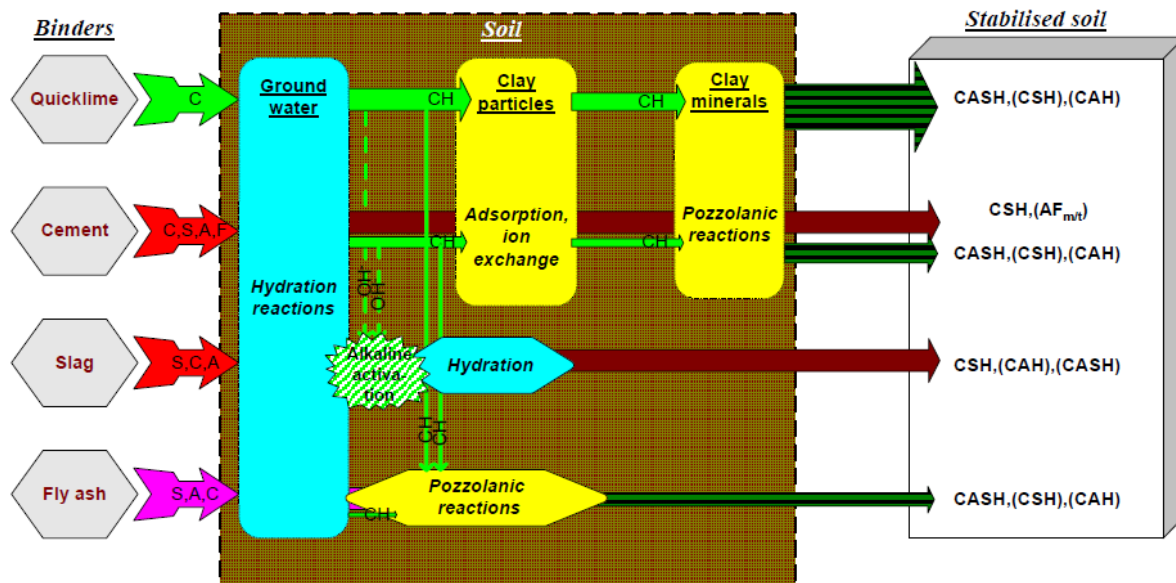 Binders
Soil
Stabilised soil
Quicklime
C
Ground
water
CH
Clay
particles
CH
Clay
minerals
CASH,(CSH),(CAH)
Cement
C,S,A,F
Hydration
reactions
CH
Adsorption,
ion
exchange
CH
Pozzolanic
reactions
CSH,(AFm/t)
CASH,(CSH),(CAH)
OH
OH
Slag
S,C,A
Alkaline
activa-
tion
Hydration
CSH,(CAH),(CASH)
CH
CH
Fly ash
S,A,C
CH
Pozzolanic
reactions
CASH,(CSH),(CAH)